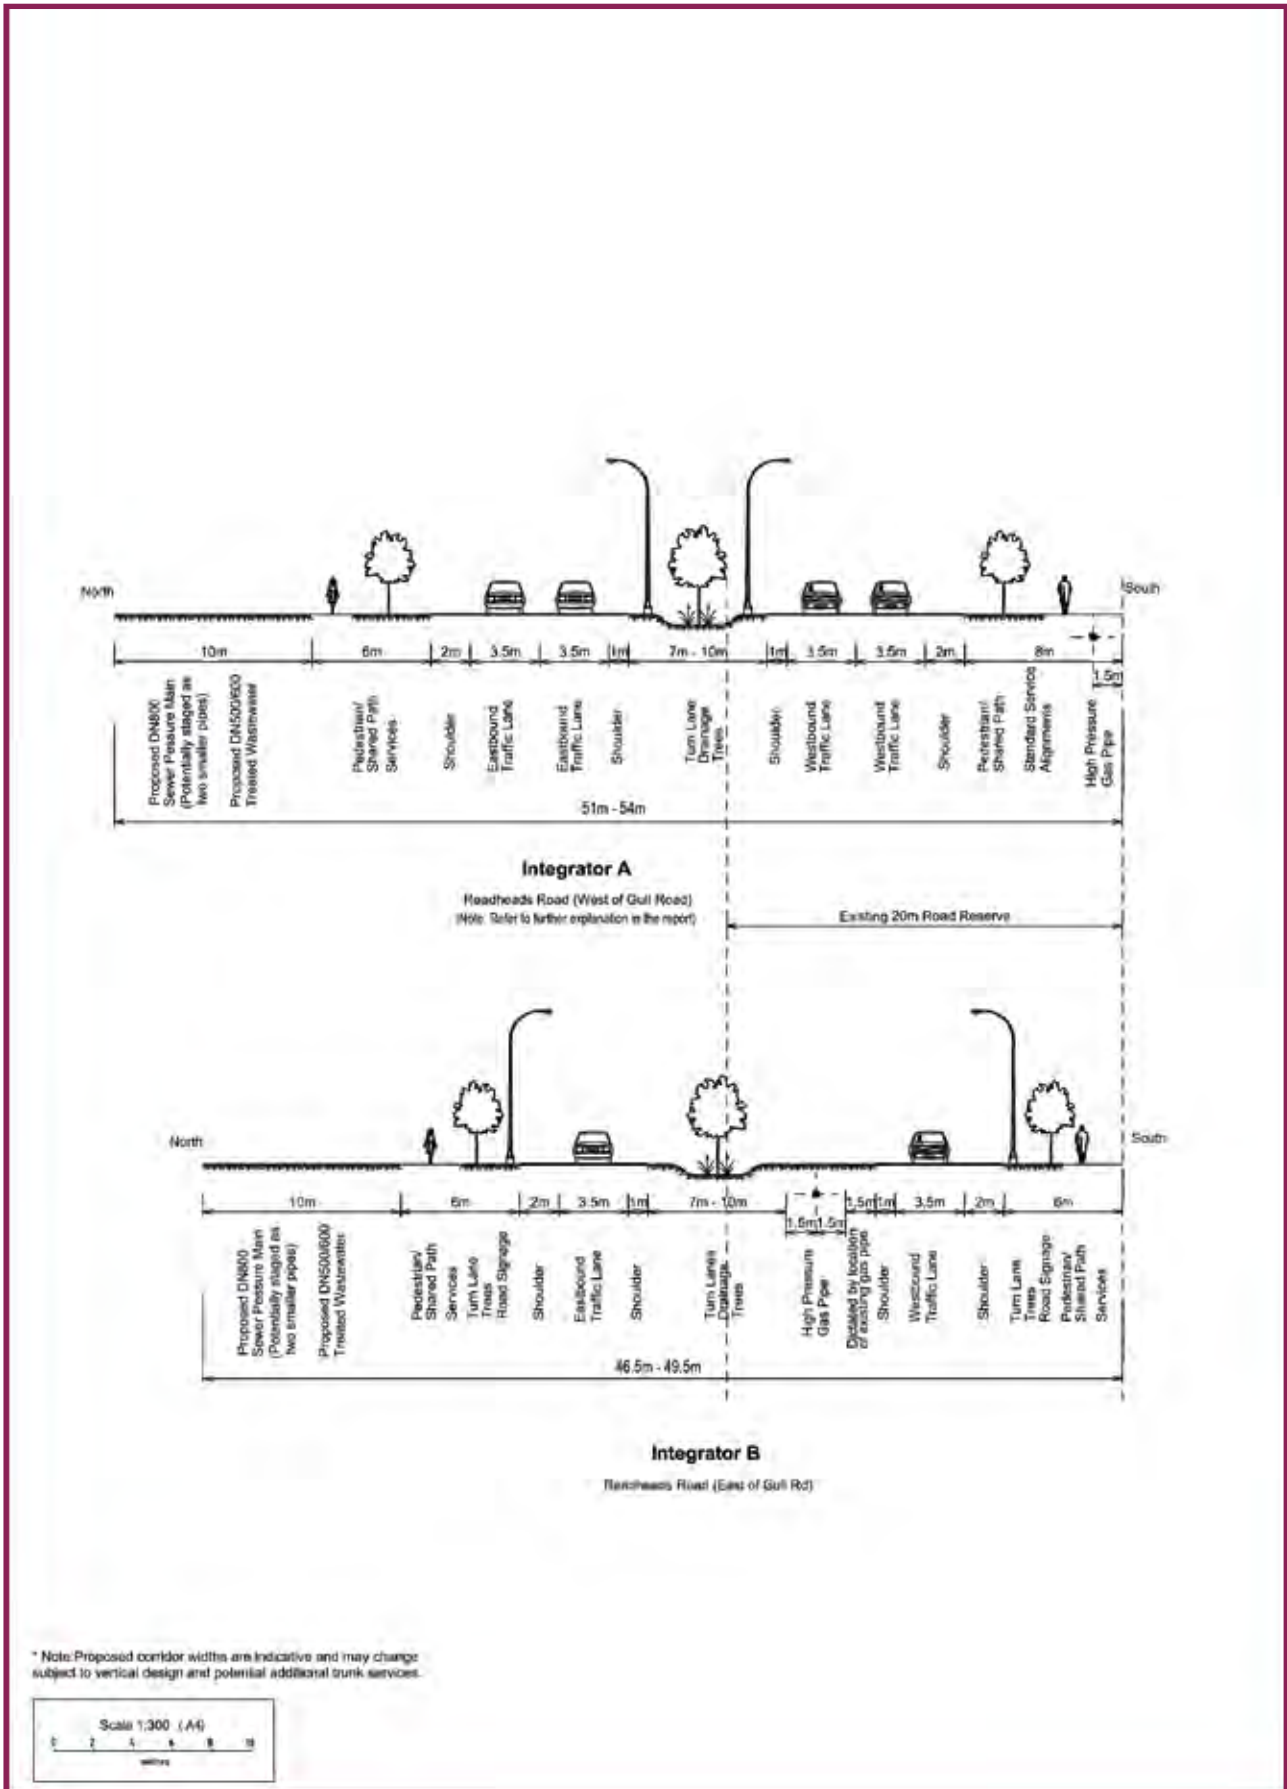 North
South
10m
6m
2m
3.5m
3.5m
1m
7m - 10m
1m
3.5m
3.5m
2m
8m
1.5m
Proposed DN800
Sewer Pessure Main
(Potentially staged as
two smaller pipes)
Proposed DN500/600
Treated Wastewater
Pedestrian/
Shared Path
Services
Shoulder
Eastbound
Traffic Lane
Eastbound
Traffic Lane
Shoulder
Turn Lane
Drainage
Trees
Shoulder
Westbound
Traffic Lane
Westbound
Traffic Lane
Shoulder
Pedestrian/
Shared Path
Standard Service
Alignments
High Pressure
Gas Pipe
51m - 54m
Integrator A
Readheads Road (West of Gull Road)
(Note: Refer to further explanation in the report)
Existing 20m Road Reserve
North
South
10m
6m
2m
3.5m
1m
7m - 10m
1.5m
1.5m
1.5m
1m
3.5m
2m
6m
Proposed DN800
Sewer Pessure Main
(Potentially staged as
two smaller pipes)
Proposed DN500/600
Treated Wastewater
Pedestrian/
Shared Path
Services
Turn Lane
Trees
Road Signage
Shoulder
Eastbound
Traffic Lane
Shoulder
Turn Lanes
Drainage
Trees
High Pressure
Gas Pipe
Dictated by location
of existing gas pipe
Shoulder
Westbound
Traffic Lane
Shoulder
Turn Lane
Trees
Road Signage
Pedestrian/
Shared Path
Services
46.5m - 49.5m
Integrator B
Readheads Road (East of Gull Rd)
* Note:Proposed corridor widths are indicative and may change
subject to vertical design and potential additional trunk services.
Scale 1:300 (A4)
0 2 4 6 8 10
metres